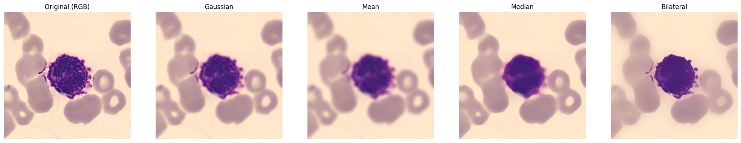 Original (RGB)
Gaussian
Mean
Median
Bilateral